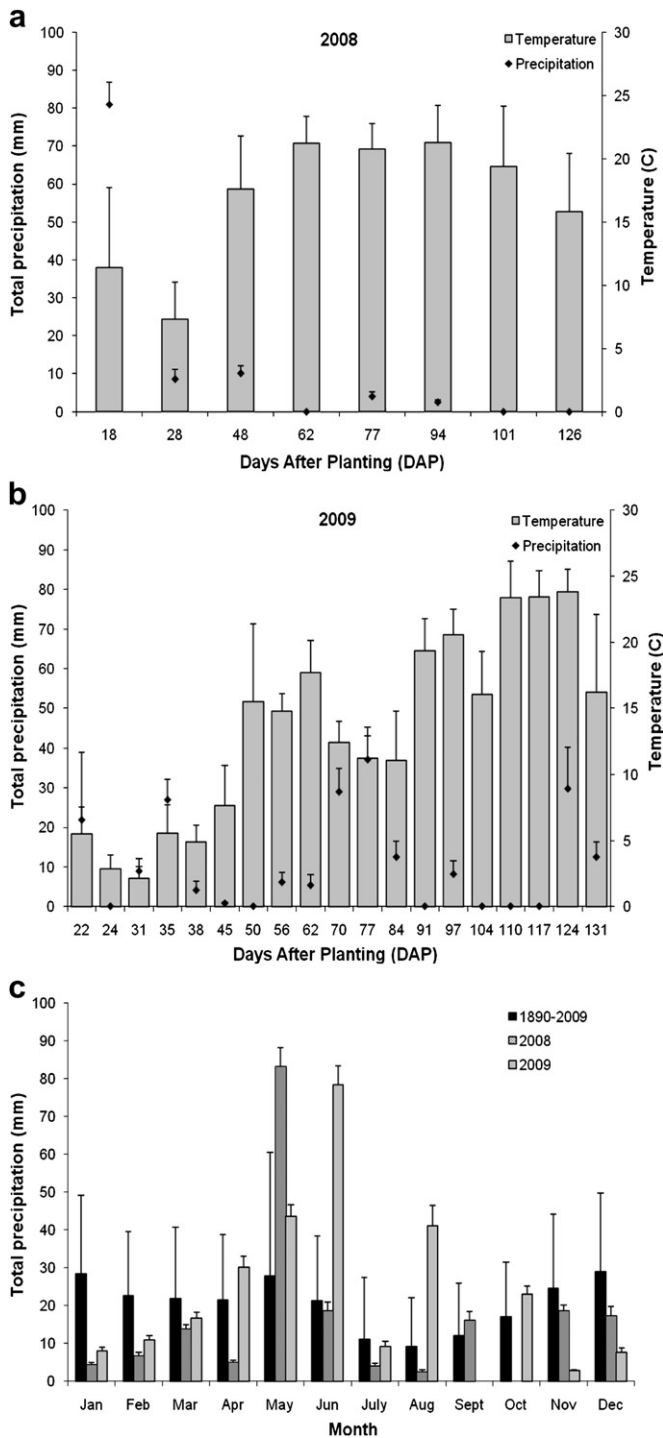 a
2008
Temperature
Precipitation
100
90
80
70
60
50
40
30
20
10
0
Total precipitation (mm)
30
25
20
15
10
5
0
Temperature (C)
18 28 48 62 77 94 101 126
Days After Planting (DAP)
b
2009
Temperature
Precipitation
100
90
80
70
60
50
40
30
20
10
0
Total precipitation (mm)
30
25
20
15
10
5
0
Temperature (C)
22 24 31 35 38 45 50 56 62 70 77 84 91 97 104 110 117 124 131
Days After Planting (DAP)
c
1890-2009
2008
2009
100
90
80
70
60
50
40
30
20
10
0
Total precipitation (mm)
Jan Feb Mar Apr May Jun July Aug Sept Oct Nov Dec
Month